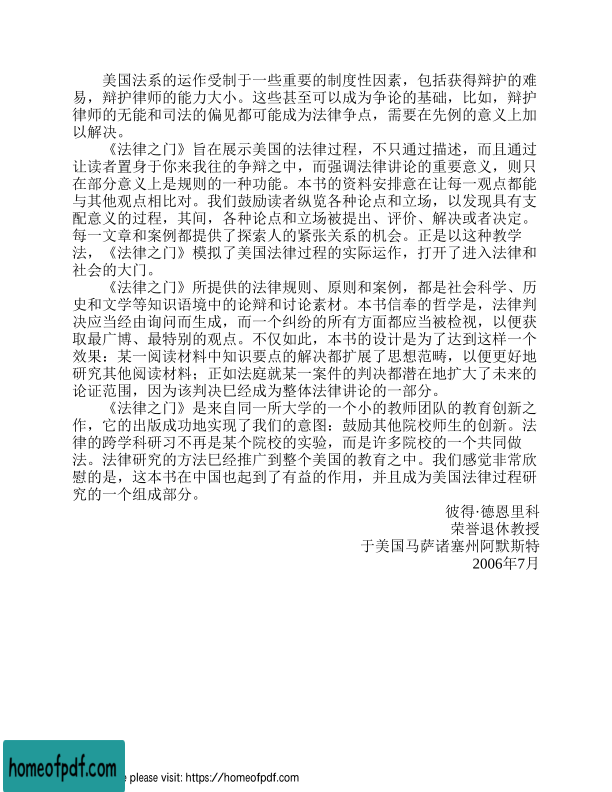 美国法系的运作受制于一些重要的制度性因素，包括获得辩护的难
易，辩护律师的能力大小。这些甚至可以成为争论的基础，比如，辩护
律师的无能和司法的偏见都可能成为法律争点，需要在先例的意义上加
以解决。
《法律之门》旨在展示美国的法律过程，不只通过描述，而且通过
让读者置身于你来我往的争辩之中，而强调法律讲论的重要意义，则只
在部分意义上是规则的一种功能。本书的资料安排意在让每一观点都能
与其他观点相比对。我们鼓励读者纵览各种论点和立场，以发现具有支
配意义的过程，其间，各种论点和立场被提出、评价、解决或者决定。
每一文章和案例都提供了探索人的紧张关系的机会。正是以这种教学
法，《法律之门》模拟了美国法律过程的实际运作，打开了进入法律和
社会的大门。
《法律之门》所提供的法律规则、原则和案例，都是社会科学、历
史和文学等知识语境中的论辩和讨论素材。本书信奉的哲学是，法律判
决应当经由询问而生成，而一个纠纷的所有方面都应当被检视，以便获
取最广博、最特别的观点。不仅如此，本书的设计是为了达到这样一个
效果：某一阅读材料中知识要点的解决都扩展了思想范畴，以便更好地
研究其他阅读材料；正如法庭就某一案件的判决都潜在地扩大了未来的
论证范围，因为该判决已经成为整体法律讲论的一部分。
《法律之门》是来自同一所大学的一个小的教师团队的教育创新之
作，它的出版成功地实现了我们的意图：鼓励其他院校师生的创新。法
律的跨学科研习不再是某个院校的实验，而是许多院校的一个共同做
法。法律研究的方法已经推广到整个美国的教育之中。我们感觉非常欣
慰的是，这本书在中国也起到了有益的作用，并且成为美国法律过程研
究的一个组成部分。
彼得·德恩里科
荣誉退休教授
于美国马萨诸塞州阿默斯特
2006年7月
homeofpdf.com
please visit: https://homeofpdf.com